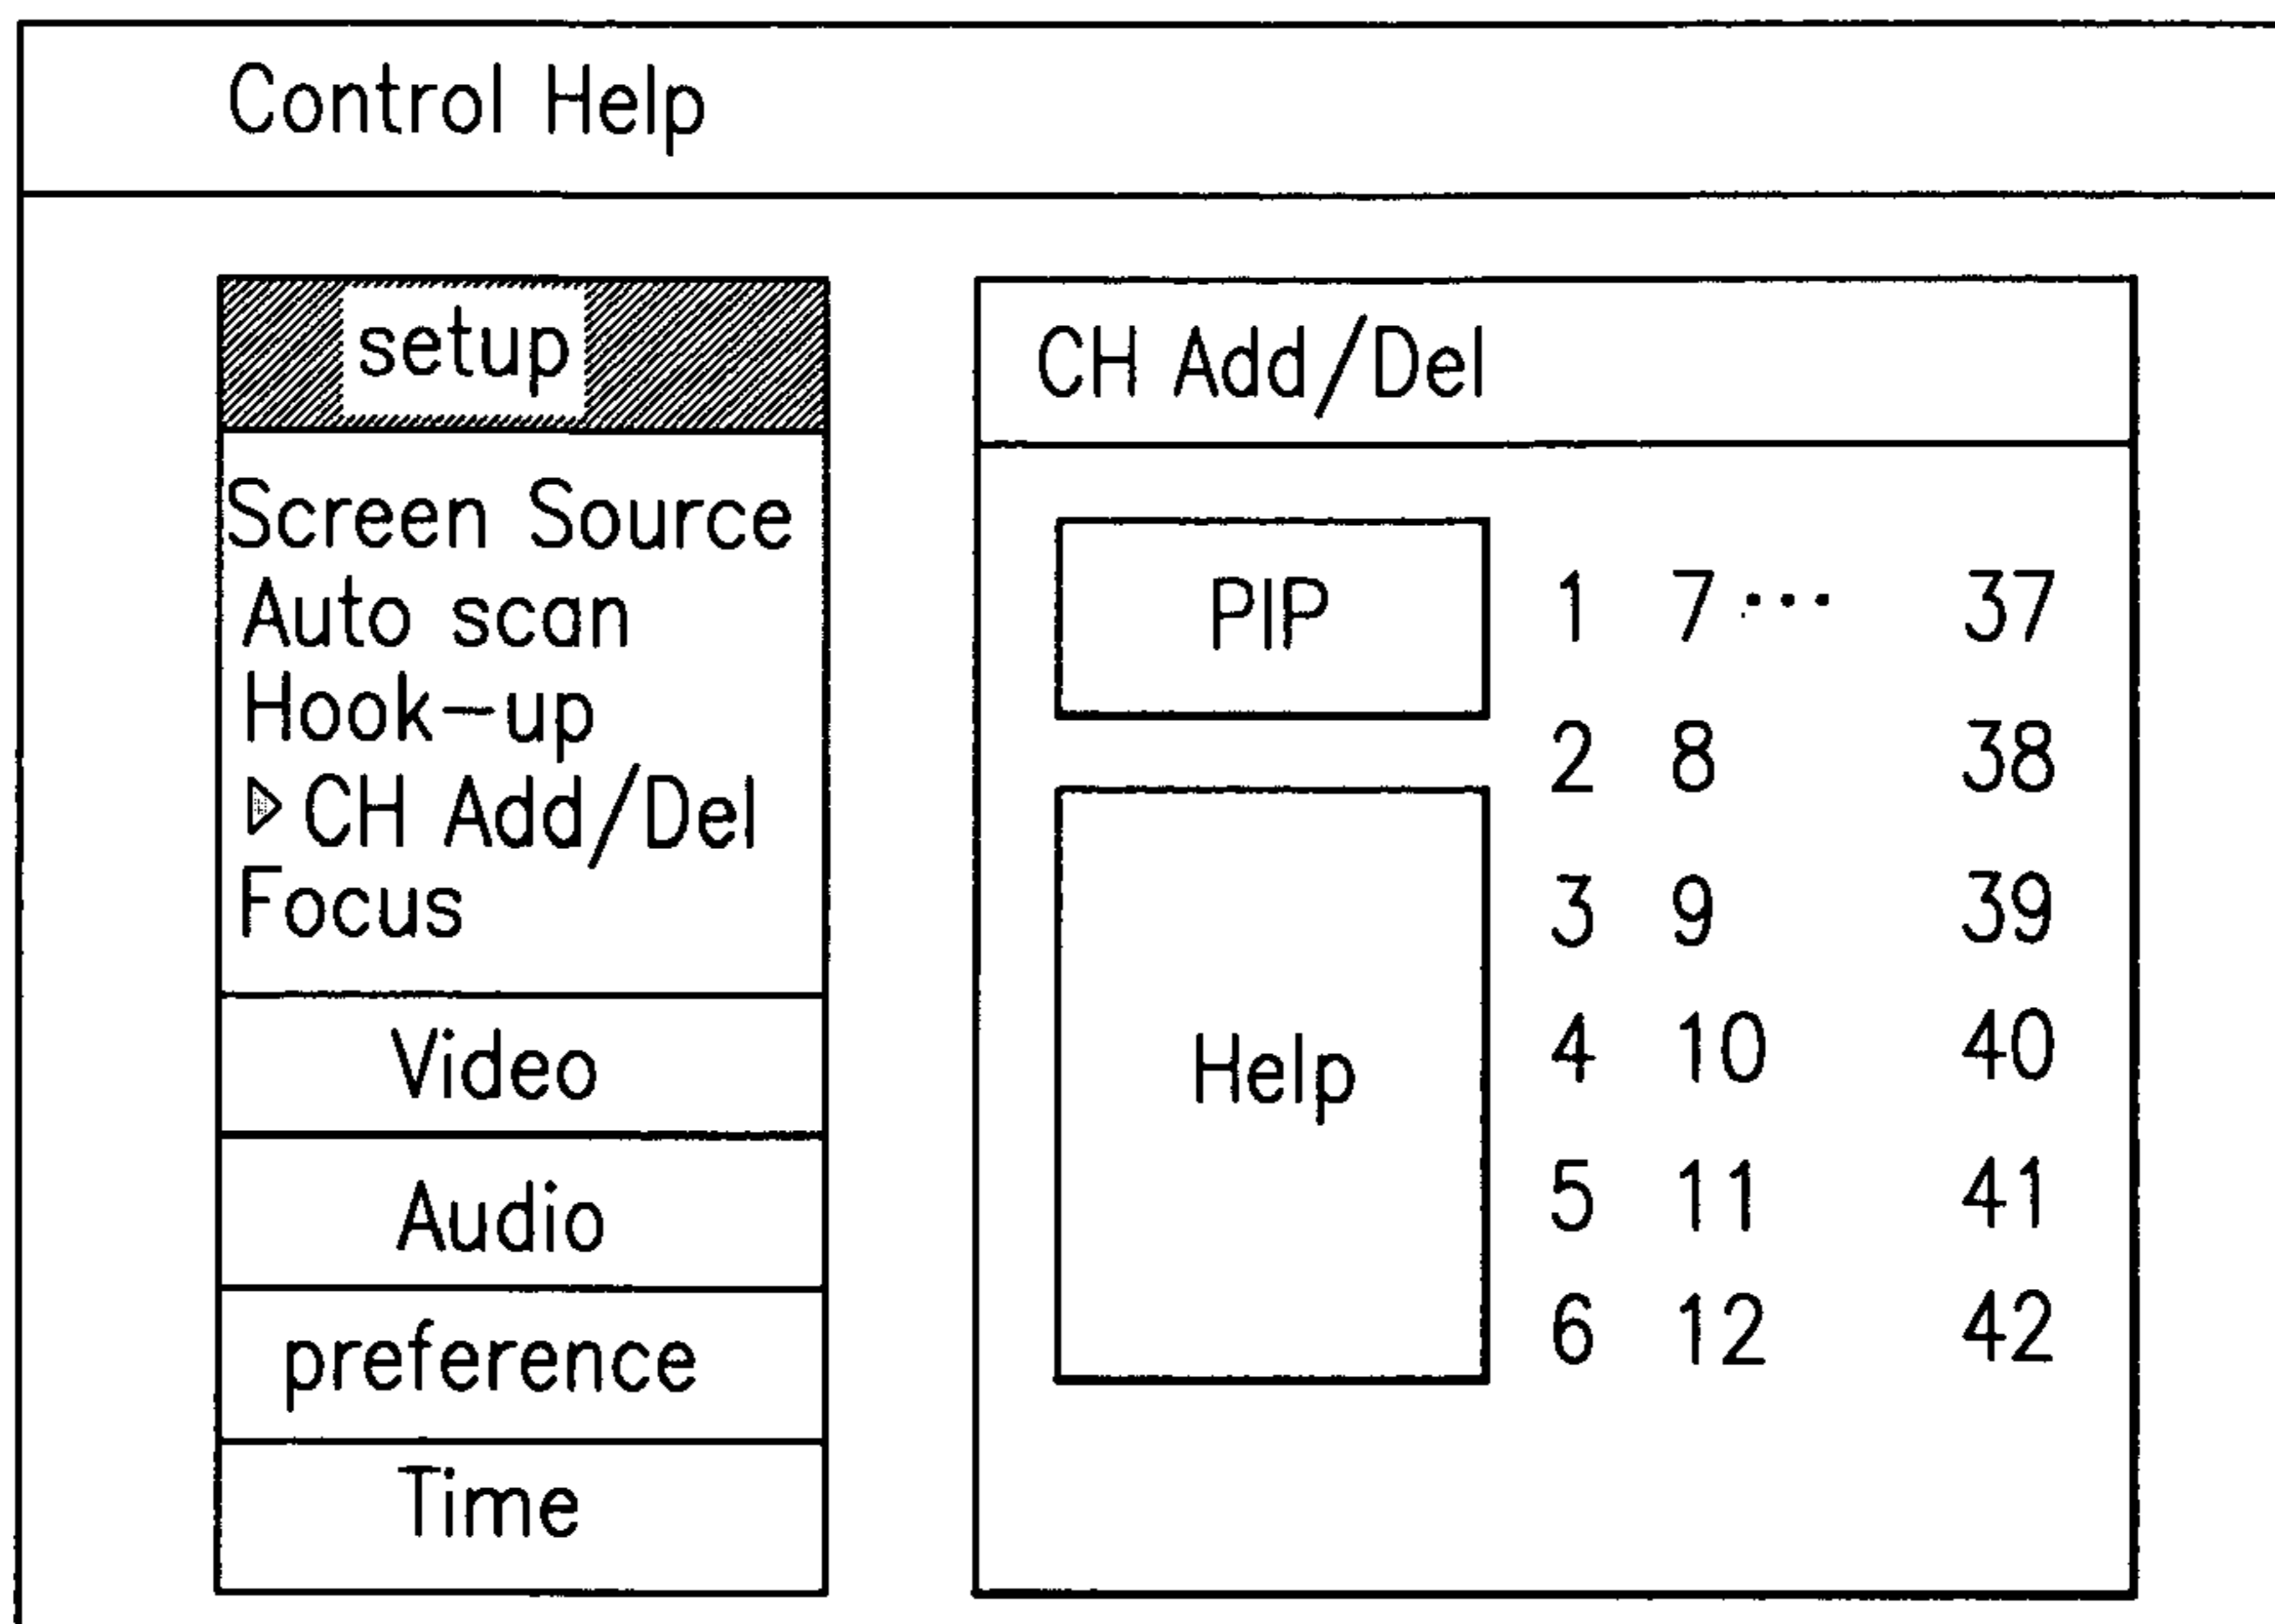 Control Help
setup
Screen Source
Auto scan
Hook-up
▷ CH Add/Del
Focus
Video
Audio
preference
Time
CH Add/Del
PIP
Help
1 7 ••• 37
2 8 38
3 9 39
4 10 40
5 11 41
6 12 42